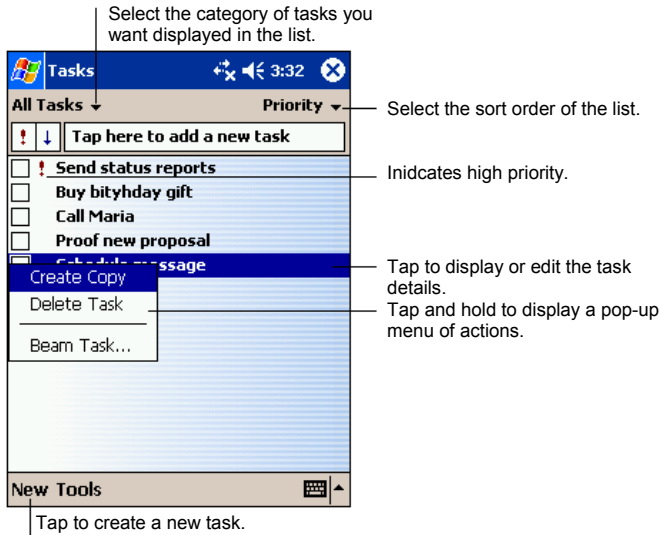 Select the category of tasks you
want displayed in the list.
Tasks 3:32
All Tasks Priority
Select the sort order of the list.
! ↓ Tap here to add a new task
! Send status reports
Inidcates high priority.
Buy bityhday gift
Call Maria
Proof new proposal
Schedule message
Tap to display or edit the task
details.
Create Copy
Delete Task
Tap and hold to display a pop-up
menu of actions.
Beam Task...
New Tools
Tap to create a new task.